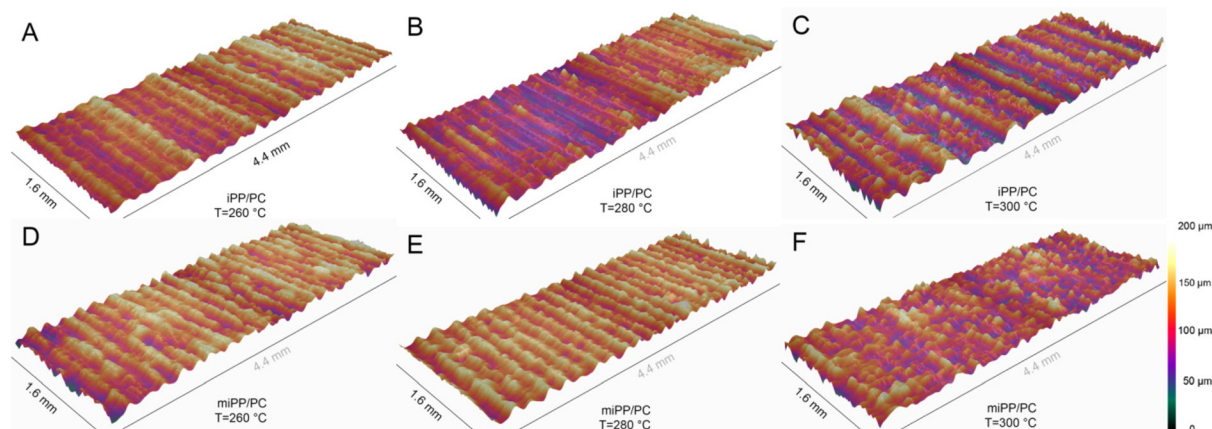 A
B
C
1.6 mm
4.4 mm
iPP/PC
T=260 °C
1.6 mm
4.4 mm
iPP/PC
T=280 °C
1.6 mm
4.4 mm
iPP/PC
T=300 °C
D
E
F
1.6 mm
4.4 mm
miPP/PC
T=260 °C
1.6 mm
4.4 mm
miPP/PC
T=280 °C
1.6 mm
4.4 mm
miPP/PC
T=300 °C
200 µm
150 µm
100 µm
50 µm
0